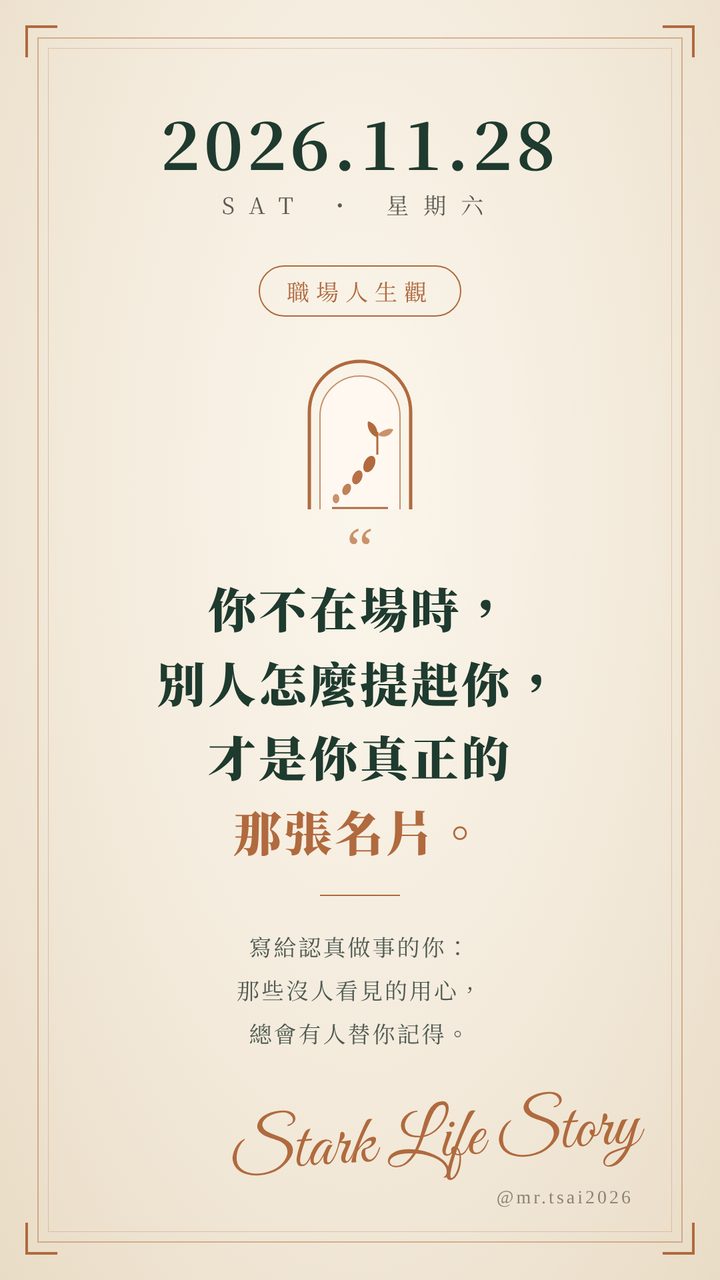 2026.11.28
SAT · 星期六
職場人生觀
“
你不在場時，
別人怎麼提起你，
才是你真正的
那張名片。
寫給認真做事的你：
那些沒人看見的用心，
總會有人替你記得。
Stark Life Story
@mr.tsai2026